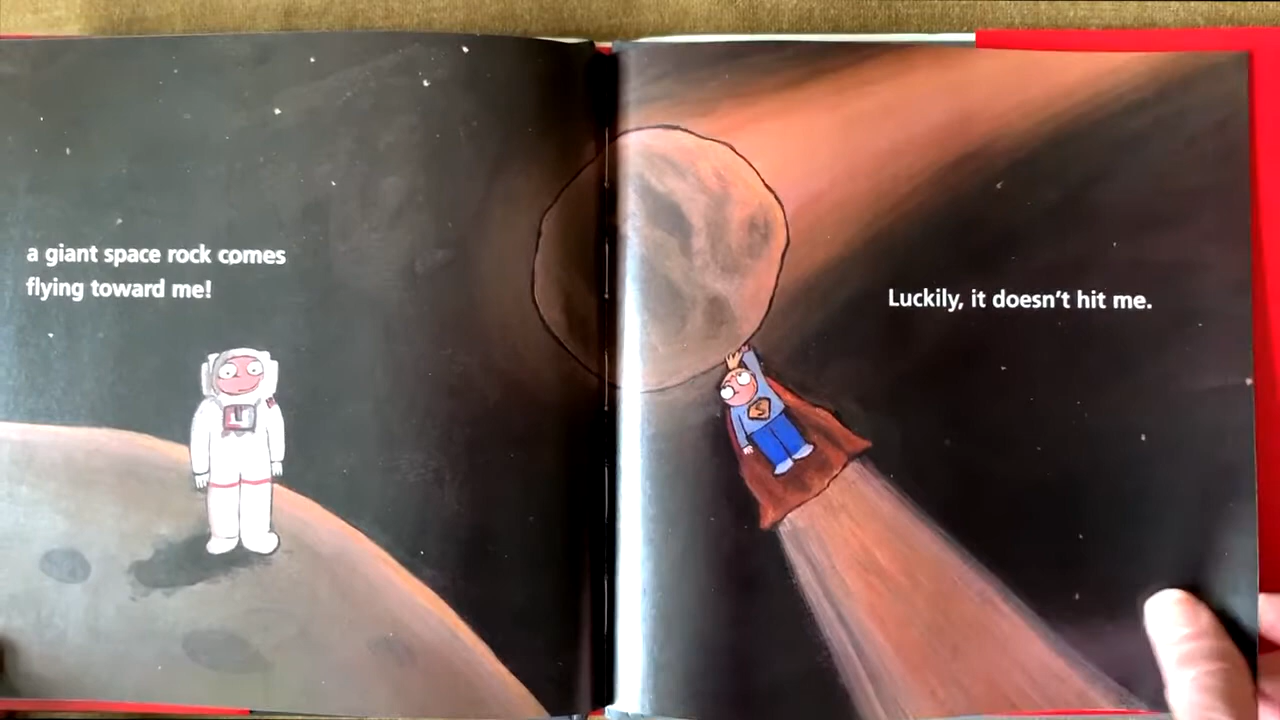 a giant space rock comes
flying toward me!
Luckily, it doesn't hit me.
S